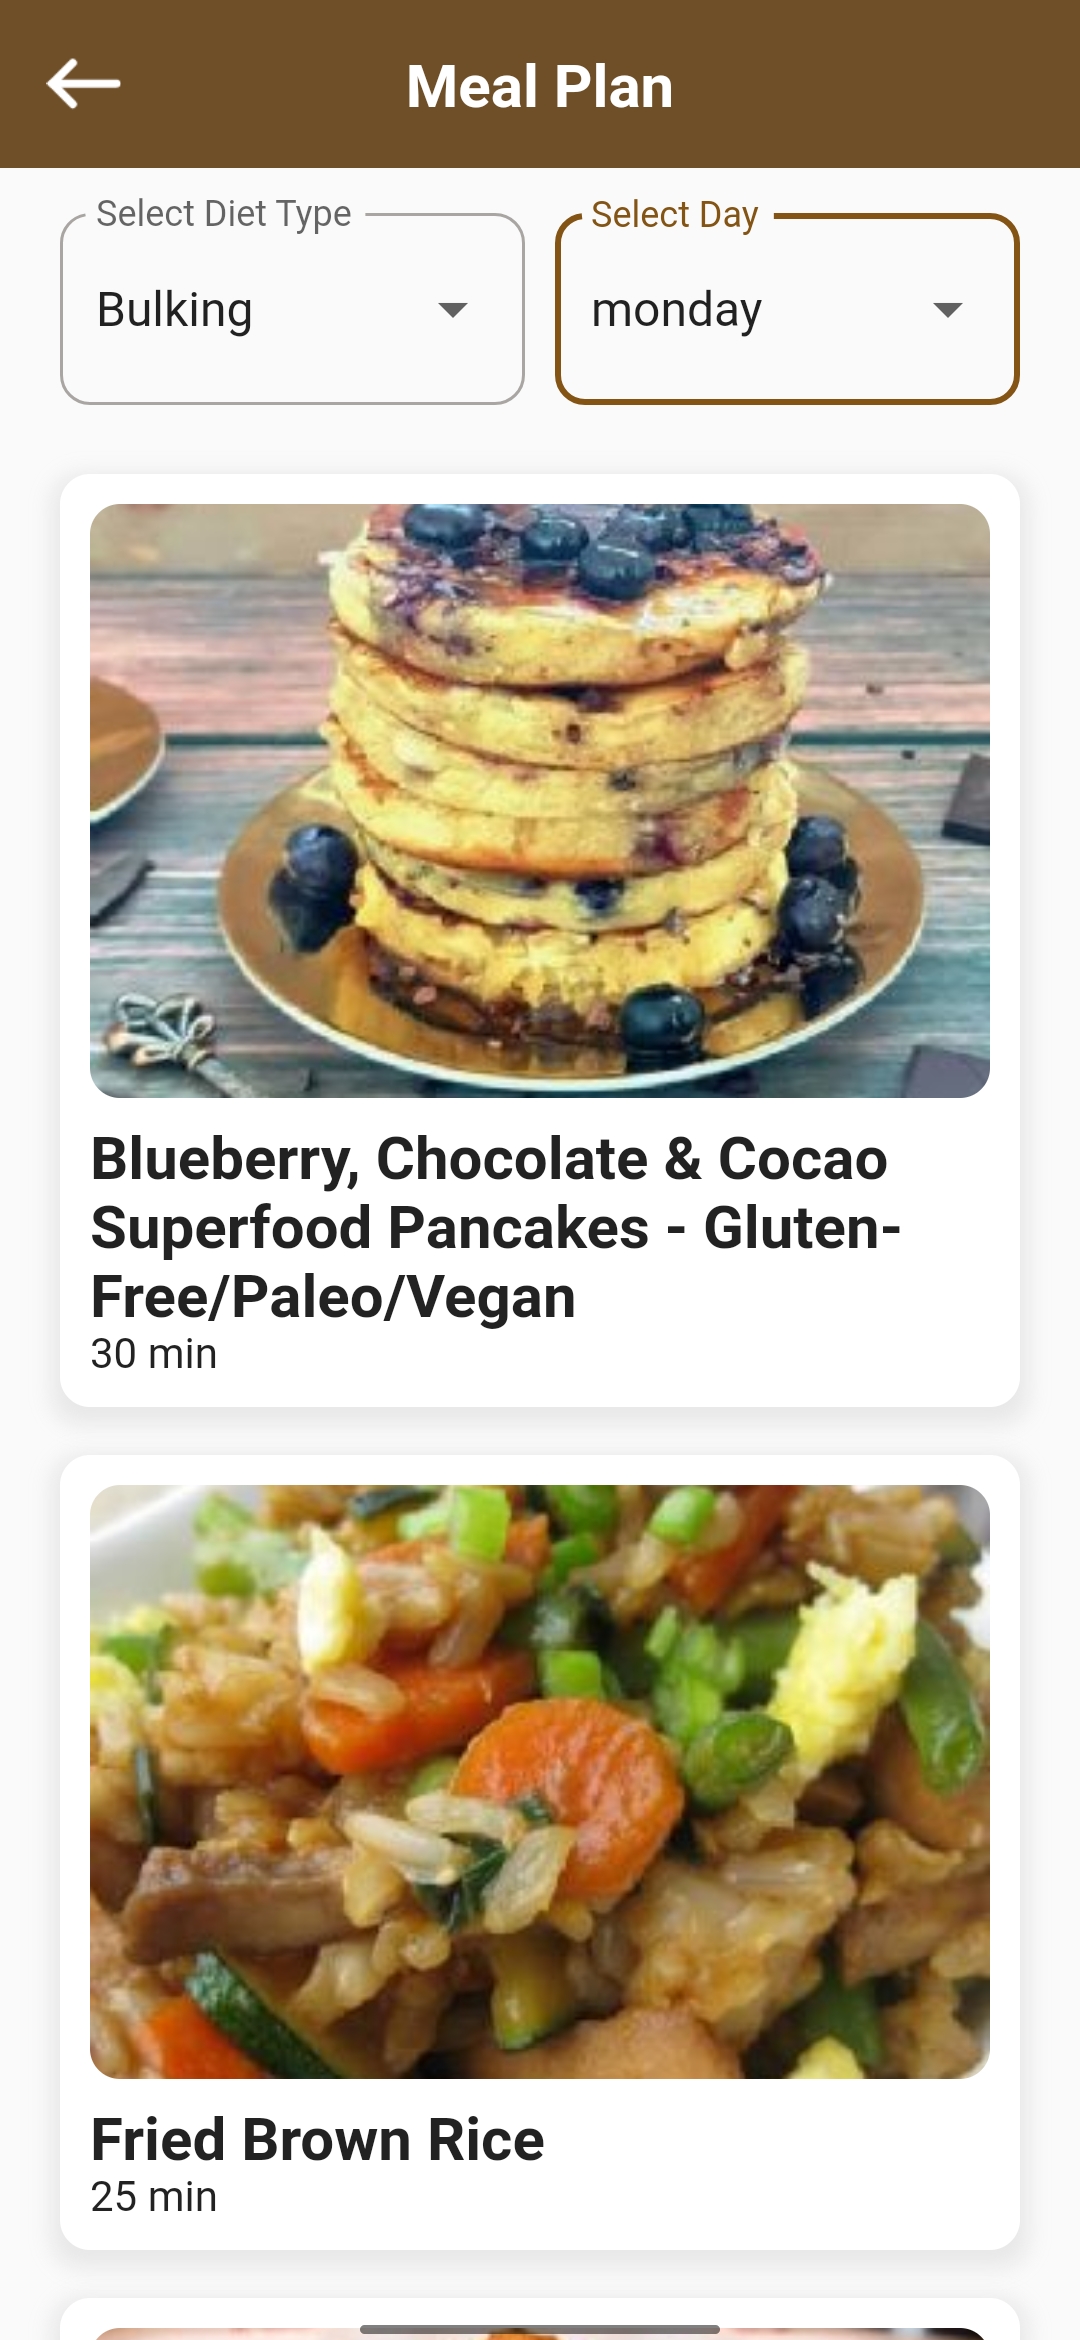 Meal Plan
Select Diet Type
Select Day
Bulking
monday
Blueberry, Chocolate & Cocao
Superfood Pancakes - Gluten-
Free/Paleo/Vegan
30 min
Fried Brown Rice
25 min